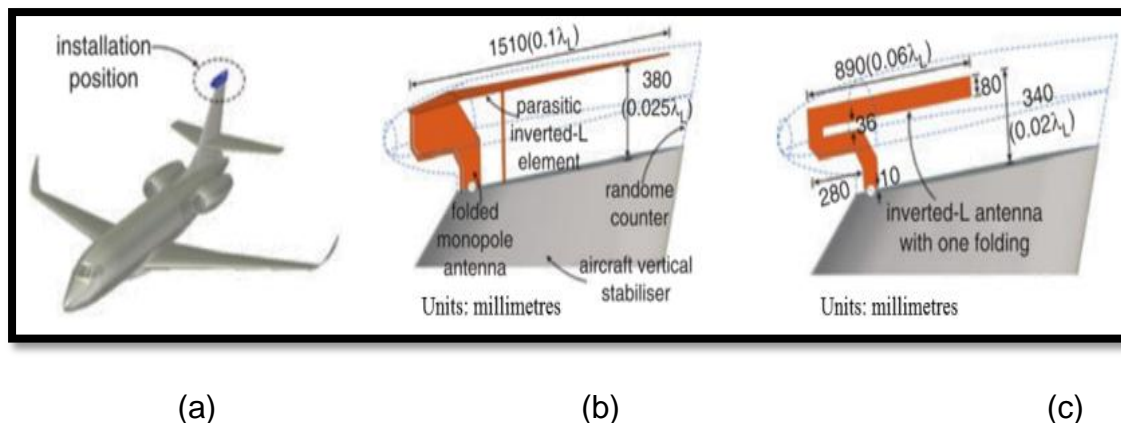 installation
position
1510(0.1λL)
380
(0.025λL)
parasitic
inverted-L
element
folded
monopole
antenna
randome
counter
aircraft vertical
stabiliser
Units: millimetres
890(0.06λL)
80
36
340
(0.02λL)
280
10
inverted-L antenna
with one folding
Units: millimetres
(a)
(b)
(c)